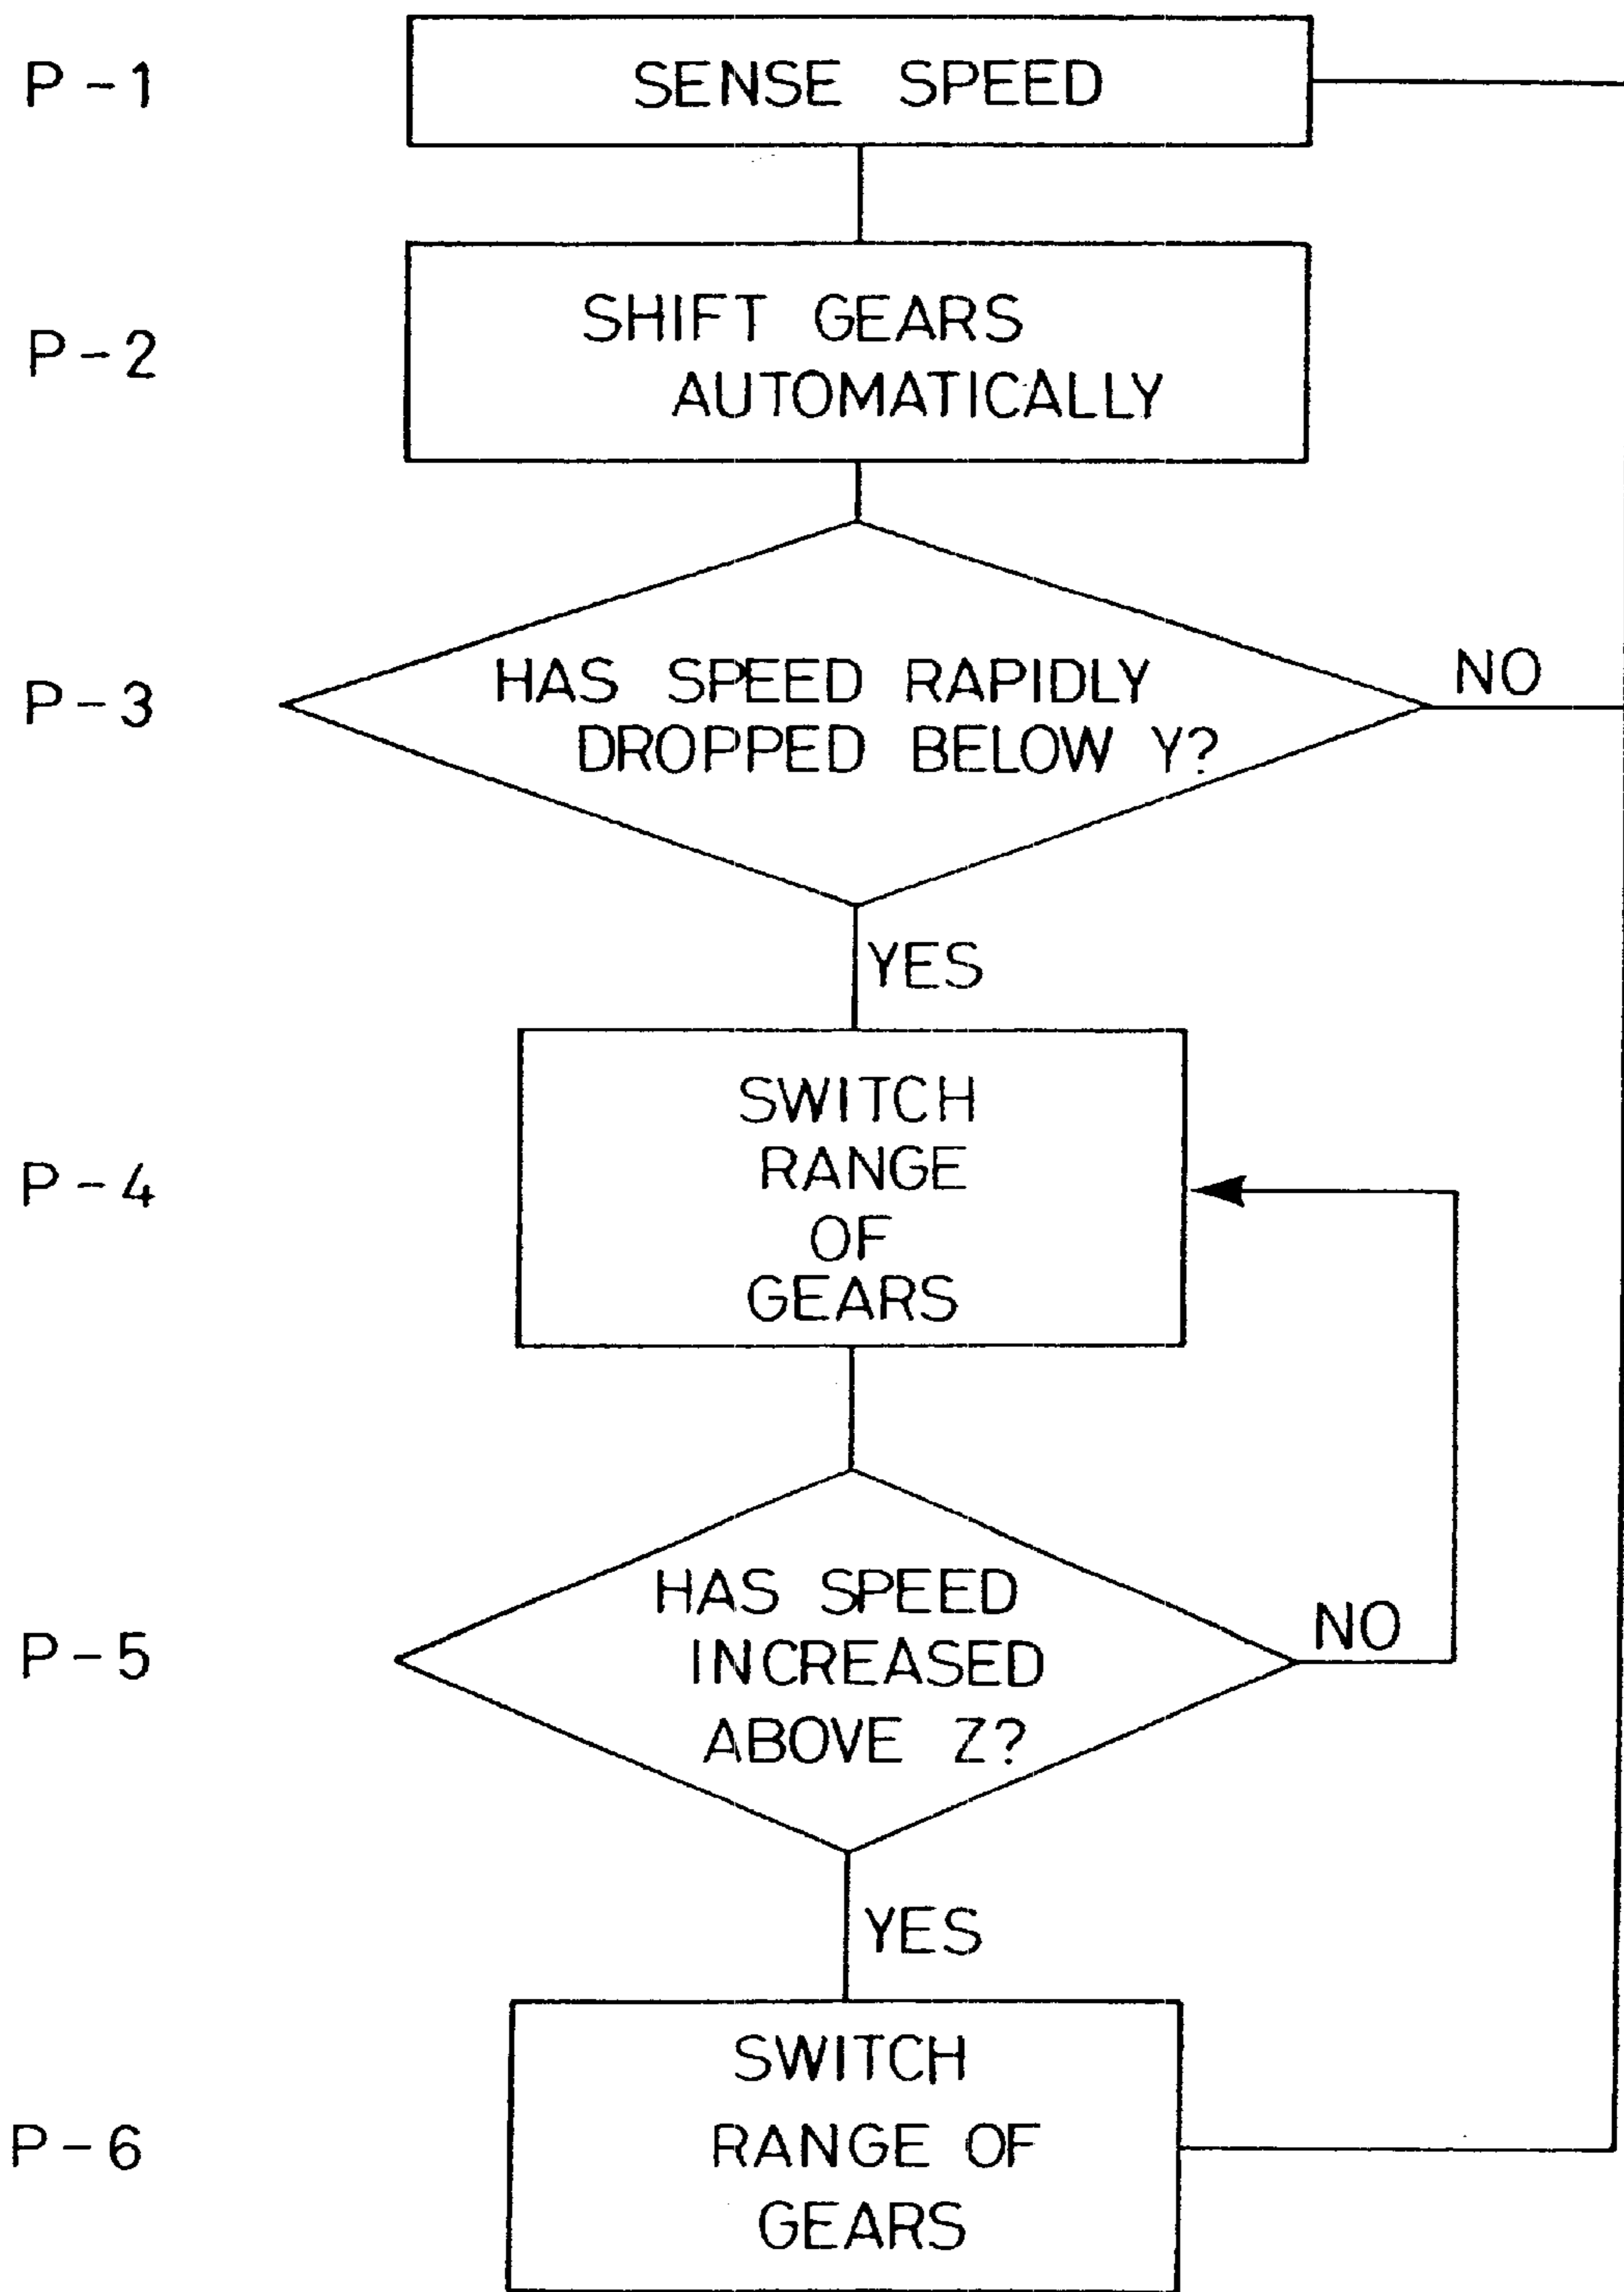 P-1
SENSE SPEED
P-2
SHIFT GEARS
AUTOMATICALLY
P-3
HAS SPEED RAPIDLY
DROPPED BELOW Y?
NO
YES
P-4
SWITCH
RANGE
OF
GEARS
P-5
HAS SPEED
INCREASED
ABOVE Z?
NO
YES
P-6
SWITCH
RANGE OF
GEARS